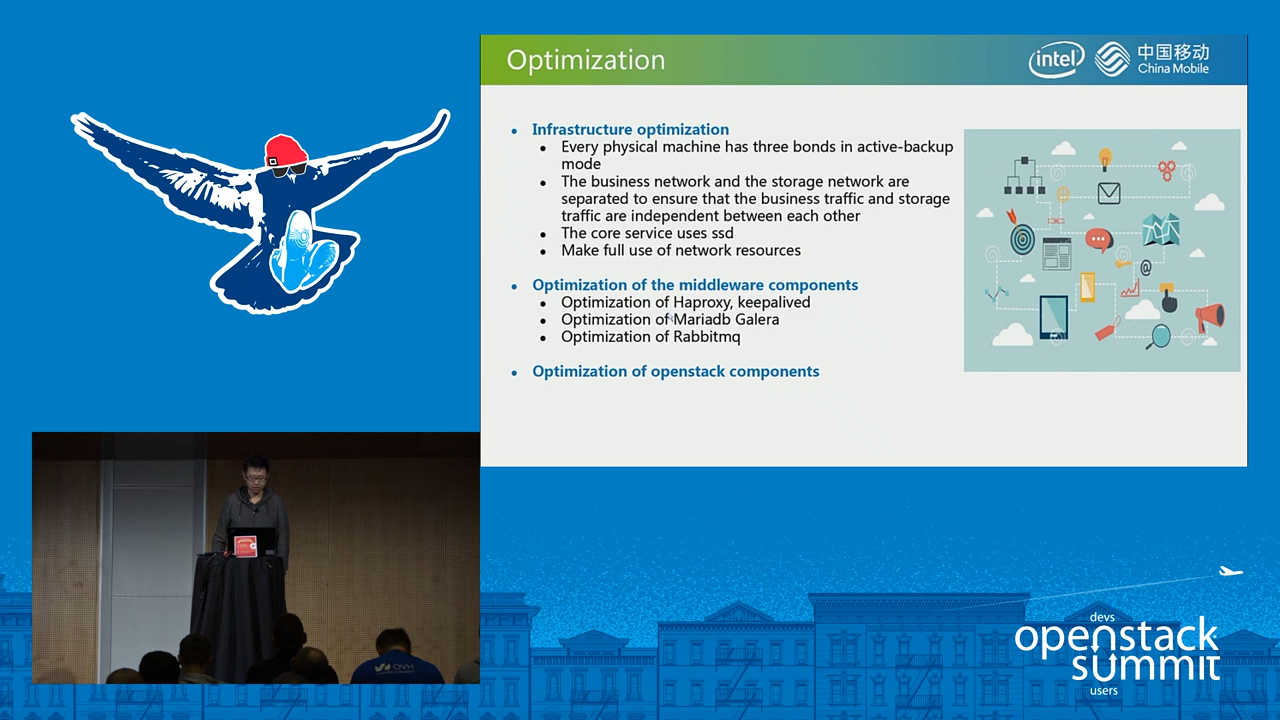 Optimization
intel
中国移动
China Mobile
Infrastructure optimization
Every physical machine has three bonds in active-backup
mode
The business network and the storage network are
separated to ensure that the business traffic and storage
traffic are independent between each other
The core service uses ssd
Make full use of network resources
Optimization of the middleware components
Optimization of Haproxy, keepalived
Optimization of Mariadb Galera
Optimization of Rabbitmq
Optimization of openstack components
@
OVH
devs
openstack
summit
users